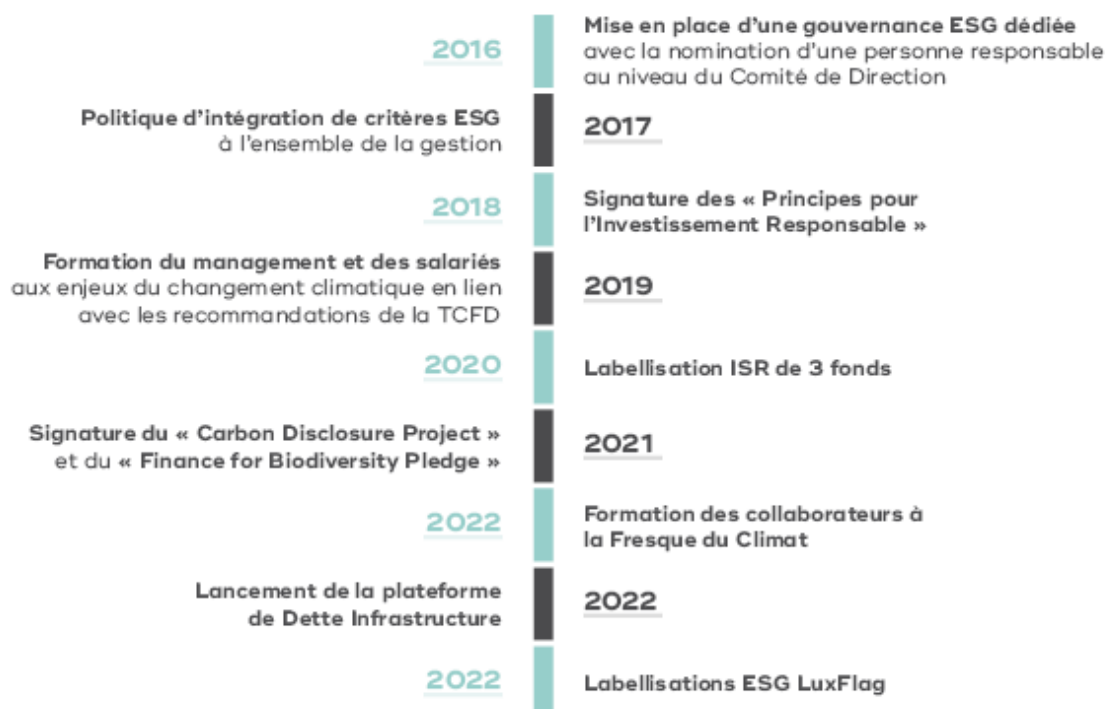 2016
Mise en place d'une gouvernance ESG dédiée
avec la nomination d'une personne responsable
au niveau du Comité de Direction
Politique d'intégration de critères ESG
à l'ensemble de la gestion
2017
2018
Signature des « Principes pour
l'Investissement Responsable »
Formation du management et des salariés
aux enjeux du changement climatique en lien
avec les recommandations de la TCFD
2019
2020
Labellisation ISR de 3 fonds
Signature du « Carbon Disclosure Project »
et du « Finance for Biodiversity Pledge »
2021
2022
Formation des collaborateurs à
la Fresque du Climat
Lancement de la plateforme
de Dette Infrastructure
2022
2022
Labellisations ESG LuxFlag